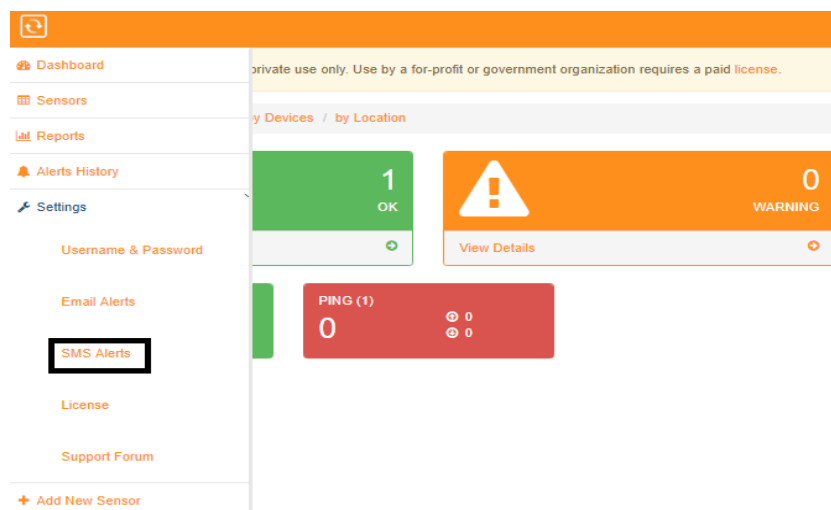 Dashboard
private use only. Use by a for-profit or government organization requires a paid license.
Sensors
by Devices / by Location
Reports
Alerts History
1
0
Settings
OK
WARNING
Username & Password
View Details
Email Alerts
PING (1)
0
0
0
SMS Alerts
License
Support Forum
Add New Sensor